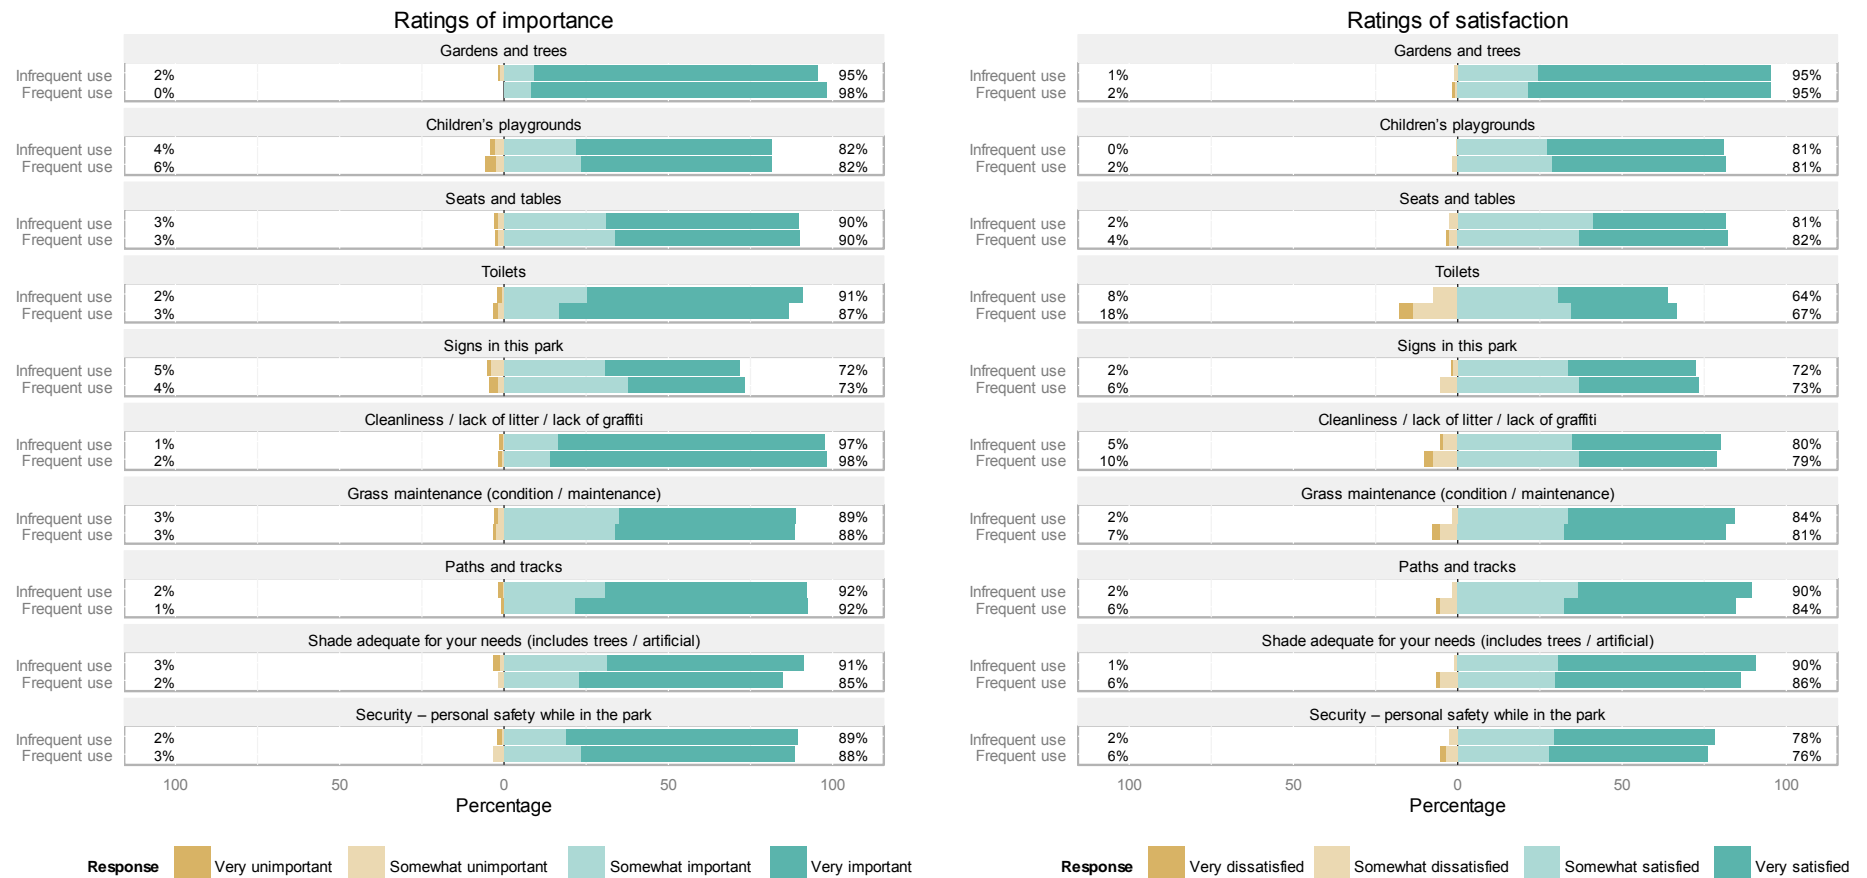 Ratings of importance
Gardens and trees
Infrequent use 2% 95%
Frequent use 0% 98%
Children's playgrounds
Infrequent use 4% 82%
Frequent use 6% 82%
Seats and tables
Infrequent use 3% 90%
Frequent use 3% 90%
Toilets
Infrequent use 2% 91%
Frequent use 3% 87%
Signs in this park
Infrequent use 5% 72%
Frequent use 4% 73%
Cleanliness / lack of litter / lack of graffiti
Infrequent use 1% 97%
Frequent use 2% 98%
Grass maintenance (condition / maintenance)
Infrequent use 3% 89%
Frequent use 3% 88%
Paths and tracks
Infrequent use 2% 92%
Frequent use 1% 92%
Shade adequate for your needs (includes trees / artificial)
Infrequent use 3% 91%
Frequent use 2% 85%
Security – personal safety while in the park
Infrequent use 2% 89%
Frequent use 3% 88%
100 50 0 50 100
Percentage
Response Very unimportant Somewhat unimportant Somewhat important Very important
Ratings of satisfaction
Gardens and trees
Infrequent use 1% 95%
Frequent use 2% 95%
Children's playgrounds
Infrequent use 0% 81%
Frequent use 2% 81%
Seats and tables
Infrequent use 2% 81%
Frequent use 4% 82%
Toilets
Infrequent use 8% 64%
Frequent use 18% 67%
Signs in this park
Infrequent use 2% 72%
Frequent use 6% 73%
Cleanliness / lack of litter / lack of graffiti
Infrequent use 5% 80%
Frequent use 10% 79%
Grass maintenance (condition / maintenance)
Infrequent use 2% 84%
Frequent use 7% 81%
Paths and tracks
Infrequent use 2% 90%
Frequent use 6% 84%
Shade adequate for your needs (includes trees / artificial)
Infrequent use 1% 90%
Frequent use 6% 86%
Security – personal safety while in the park
Infrequent use 2% 78%
Frequent use 6% 76%
100 50 0 50 100
Percentage
Response Very dissatisfied Somewhat dissatisfied Somewhat satisfied Very satisfied